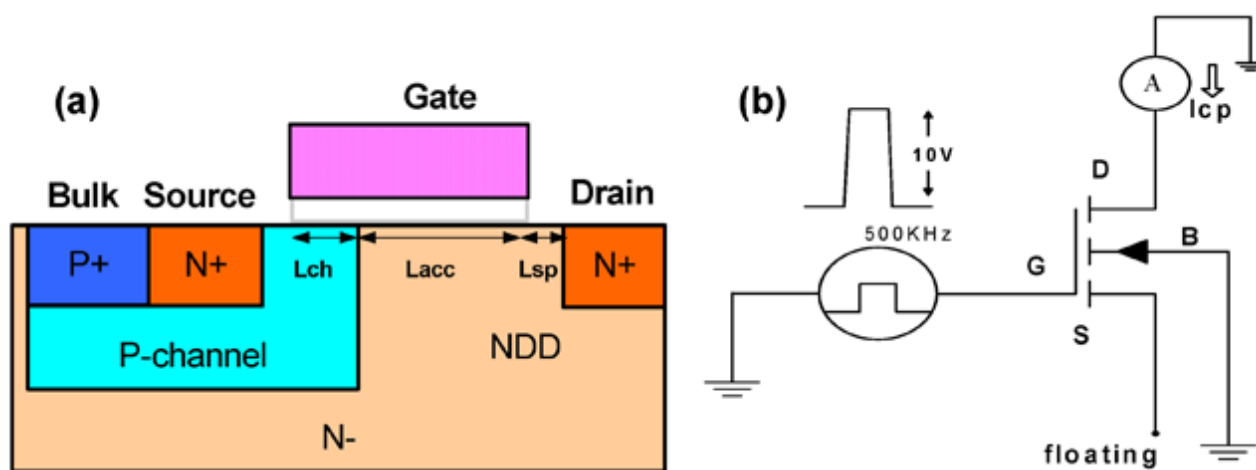 (a)
Gate
Bulk Source Drain
P+ N+ Lch Lacc Lsp N+
P-channel NDD
N-
(b)
A
Icp
10V
D
500KHz
B
G
S
floating